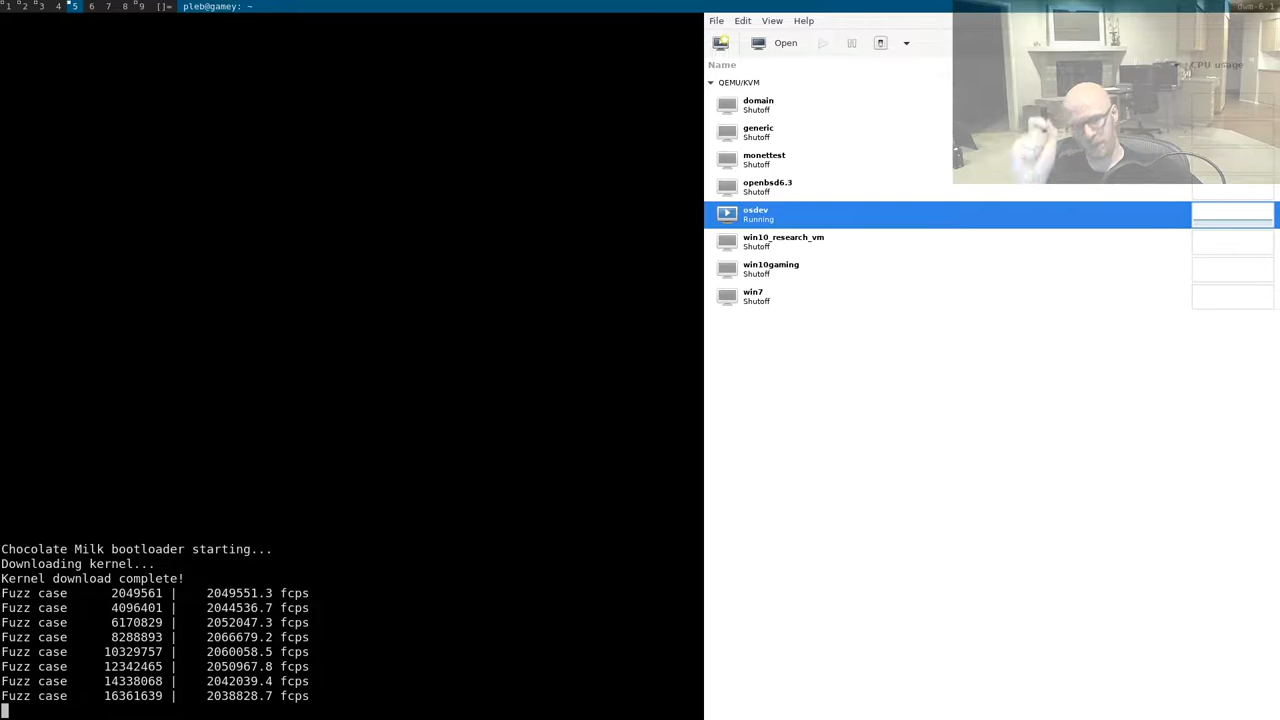 1 2 3 4 5 6 7 8 9 []= pleb@gamey: ~
dwm-6.1
File Edit View Help
Open
Name
CPU usage
QEMU/KVM
domain
Shutoff
generic
Shutoff
monettest
Shutoff
openbsd6.3
Shutoff
osdev
Running
win10_research_vm
Shutoff
win10gaming
Shutoff
win7
Shutoff
Chocolate Milk bootloader starting...
Downloading kernel...
Kernel download complete!
Fuzz case 2049561 | 2049551.3 fcps
Fuzz case 4096401 | 2044536.7 fcps
Fuzz case 6170829 | 2052047.3 fcps
Fuzz case 8288893 | 2066679.2 fcps
Fuzz case 10329757 | 2060058.5 fcps
Fuzz case 12342465 | 2050967.8 fcps
Fuzz case 14338068 | 2042039.4 fcps
Fuzz case 16361639 | 2038828.7 fcps